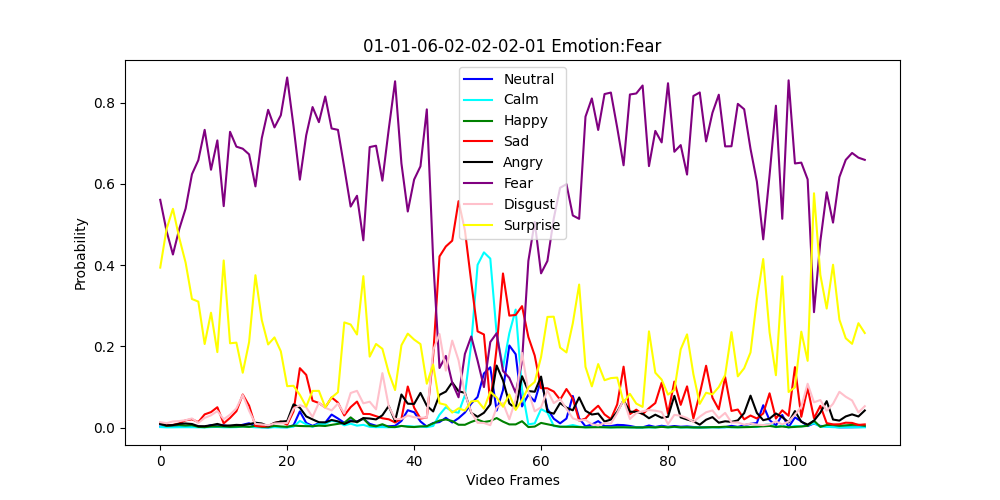 01-01-06-02-02-02-01 Emotion:Fear
Neutral
Calm
Happy
Sad
Angry
Fear
Disgust
Surprise
Probability
0.8
0.6
0.4
0.2
0.0
0 20 40 60 80 100
Video Frames